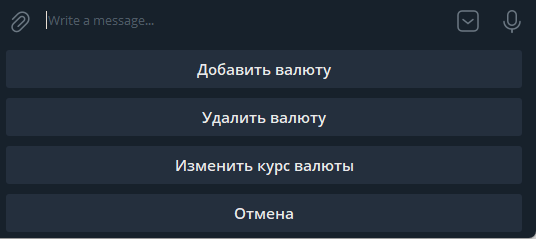 Write a message...
Добавить валюту
Удалить валюту
Изменить курс валюты
Отмена